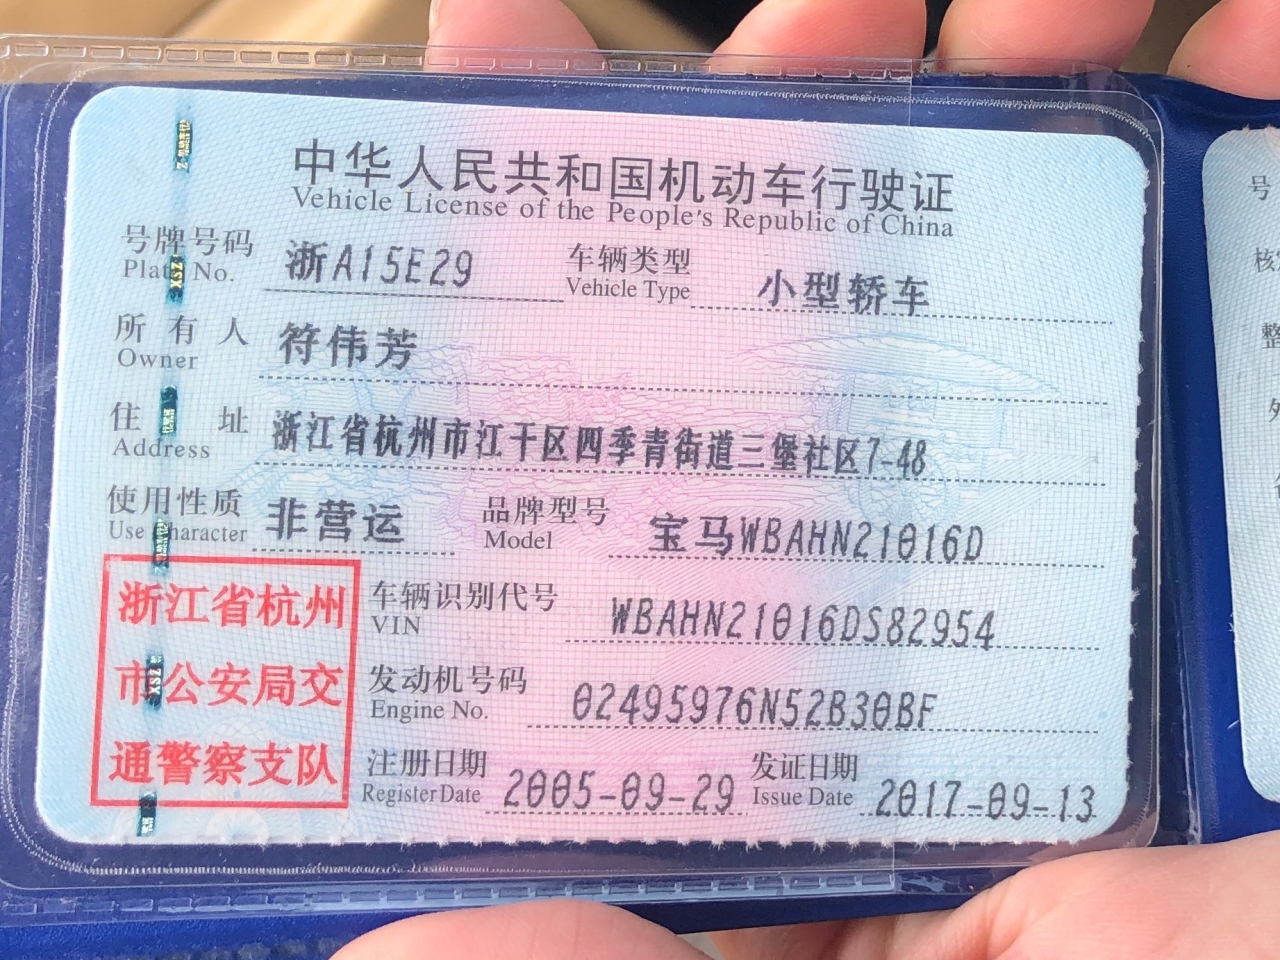 中华人民共和国机动车行驶证
Vehicle License of the People's Republic of China
号牌号码 浙A15E29 车辆类型 小型轿车
Plate No. Vehicle Type
所有人 符伟芳
Owner
住址 浙江省杭州市江干区四季青街道三堡社区7-48
Address
使用性质 非营运 品牌型号 宝马WBAHN21016D
Use Character Model
浙江省杭州
市公安局交
通警察支队
车辆识别代号 WBAHN21016DS82954
VIN
发动机号码 02495976N52B30BF
Engine No.
注册日期 2005-09-29 发证日期 2017-09-13
Register Date Issue Date
XSZ
XSZ
号
核
整